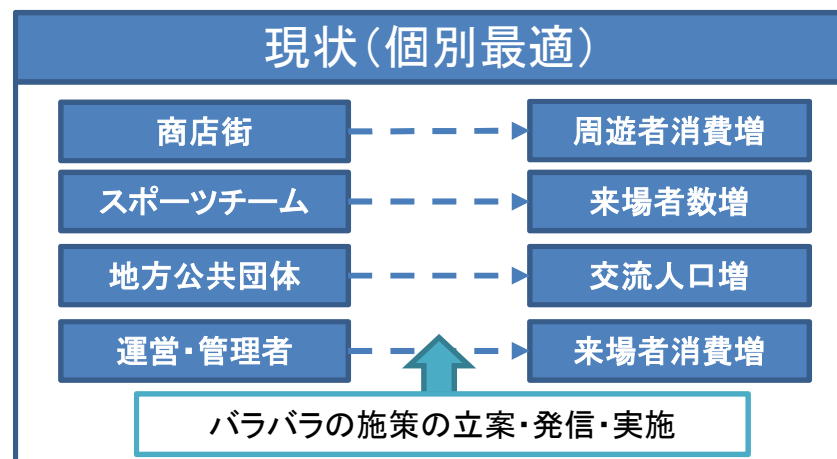 現状(個別最適)
商店街
周遊者消費増
スポーツチーム
来場者数増
地方公共団体
交流人口増
運営・管理者
来場者消費増
バラバラの施策の立案・発信・実施